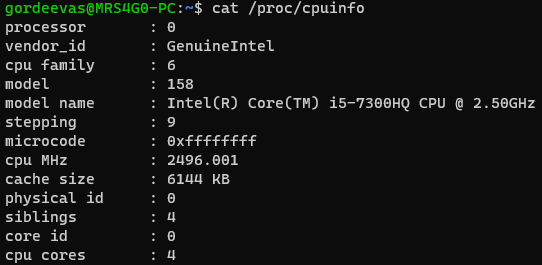 gordeevas@MRS4G0-PC:~$ cat /proc/cpuinfo
processor       : 0
vendor_id       : GenuineIntel
cpu family      : 6
model           : 158
model name      : Intel(R) Core(TM) i5-7300HQ CPU @ 2.50GHz
stepping        : 9
microcode       : 0xffffffff
cpu MHz         : 2496.001
cache size      : 6144 KB
physical id     : 0
siblings        : 4
core id         : 0
cpu cores       : 4